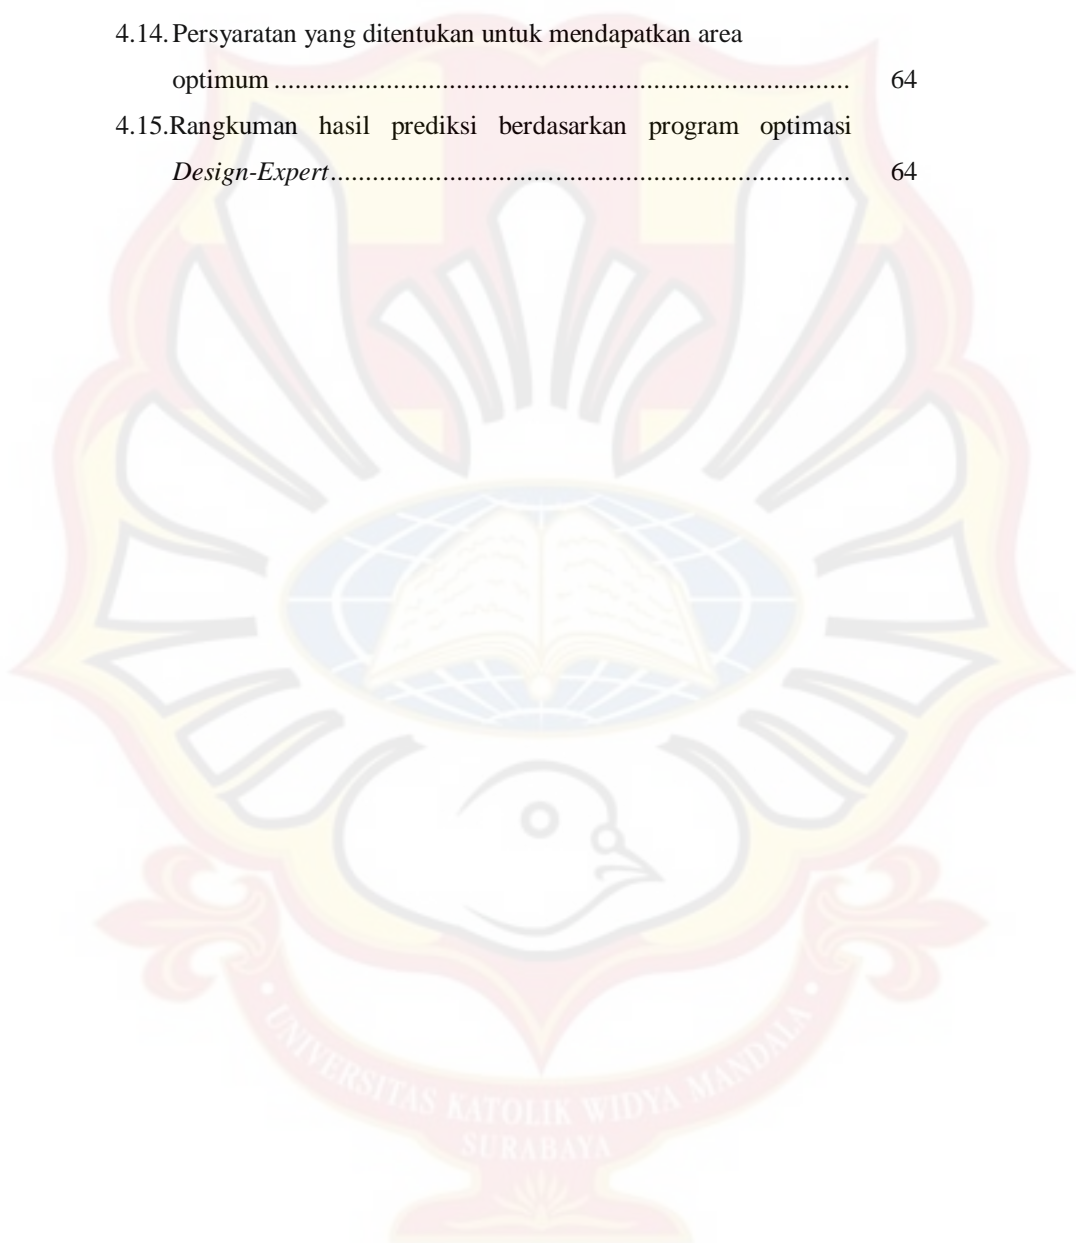 4.14. Persyaratan yang ditentukan untuk mendapatkan area
optimum ........................................................................................... 64
4.15.Rangkuman hasil prediksi berdasarkan program optimasi
Design-Expert.................................................................................. 64
• UNIVERSITAS KATOLIK WIDYA MANDALA •
SURABAYA